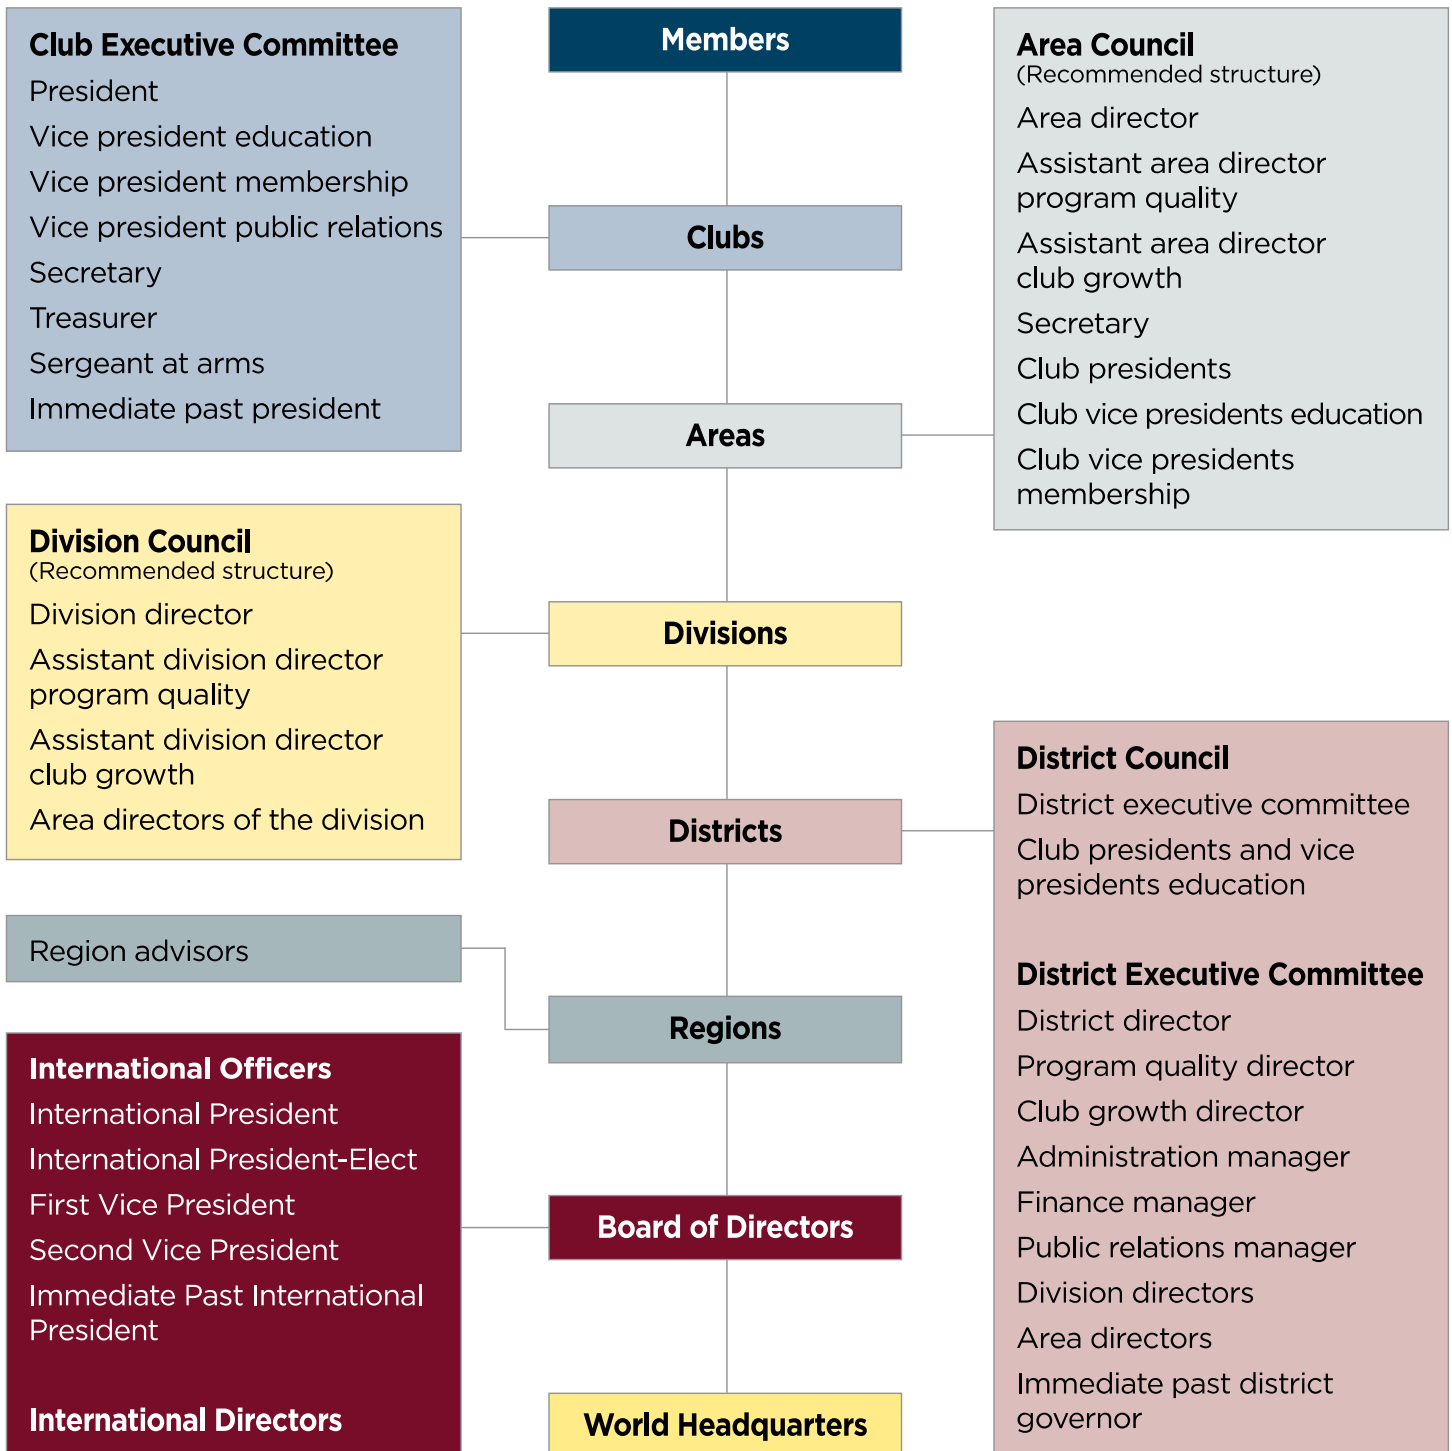 Club Executive Committee
President
Vice president education
Vice president membership
Vice president public relations
Secretary
Treasurer
Sergeant at arms
Immediate past president
Members
Clubs
Areas
Area Council
(Recommended structure)
Area director
Assistant area director
program quality
Assistant area director
club growth
Secretary
Club presidents
Club vice presidents education
Club vice presidents
membership
Division Council
(Recommended structure)
Division director
Assistant division director
program quality
Assistant division director
club growth
Area directors of the division
Divisions
Districts
District Council
District executive committee
Club presidents and vice
presidents education
District Executive Committee
District director
Program quality director
Club growth director
Administration manager
Finance manager
Public relations manager
Division directors
Area directors
Immediate past district
governor
Region advisors
Regions
International Officers
International President
International President-Elect
First Vice President
Second Vice President
Immediate Past International
President
International Directors
Board of Directors
World Headquarters